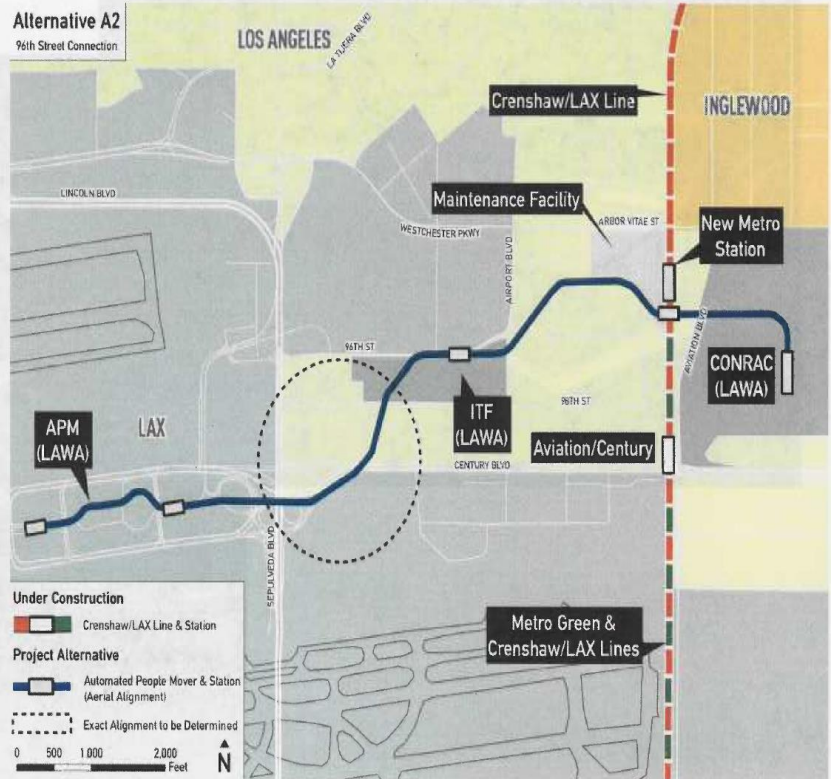 Alternative A2
96th Street Connection
LOS ANGELES
LA TIJERA BLVD
Crenshaw/LAX Line
INGLEWOOD
LINCOLN BLVD
Maintenance Facility
ARBOR VITAE ST
WESTCHESTER PKWY
New Metro
Station
AIRPORT BLVD
AVIATION BLVD
96TH ST
CONRAC
(LAWA)
98TH ST
ITF
(LAWA)
LAX
APM
(LAWA)
Aviation/Century
CENTURY BLVD
SEPULVEDA BLVD
Metro Green &
Crenshaw/LAX Lines
Under Construction
Crenshaw/LAX Line & Station
Project Alternative
Automated People Mover & Station
(Aerial Alignment)
Exact Alignment to be Determined
0 500 1,000 2,000
Feet
N